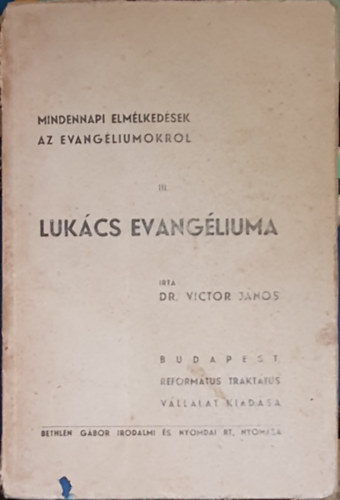 MINDENNAPI ELMÉLKEDÉSEK
AZ EVANGÉLIUMOKRÓL
III.
LUKÁCS EVANGÉLIUMA
IRTA
DR. VICTOR JÁNOS
BUDAPEST
REFORMÁTUS TRAKTÁTUS
VÁLLALAT KIADÁSA
BETHLEN GÁBOR IRODALMI ÉS NYOMDAI RT. NYOMÁSA